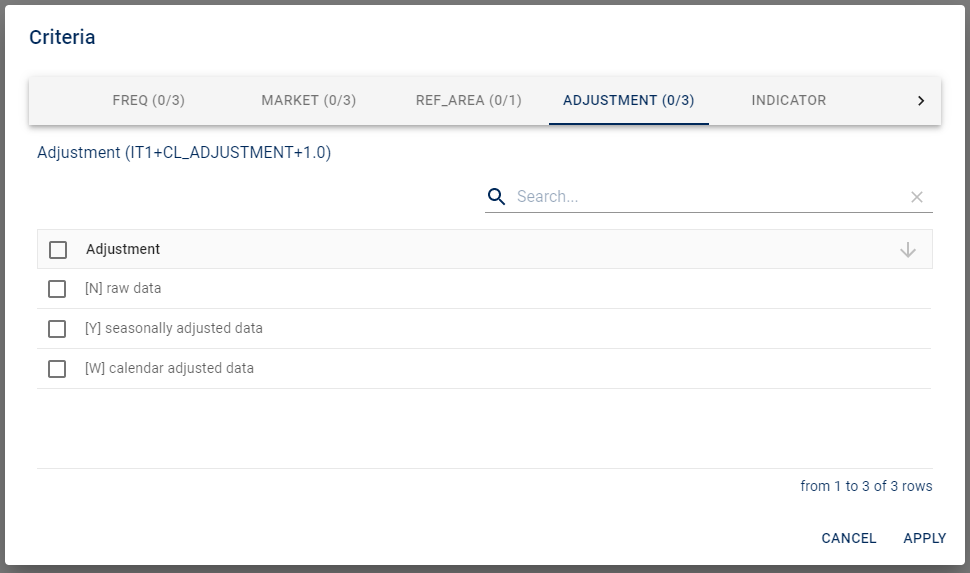 Criteria
FREQ (0/3) MARKET (0/3) REF_AREA (0/1) ADJUSTMENT (0/3) INDICATOR
Adjustment (IT1+CL_ADJUSTMENT+1.0)
Search...
Adjustment
[N] raw data
[Y] seasonally adjusted data
[W] calendar adjusted data
from 1 to 3 of 3 rows
CANCEL APPLY